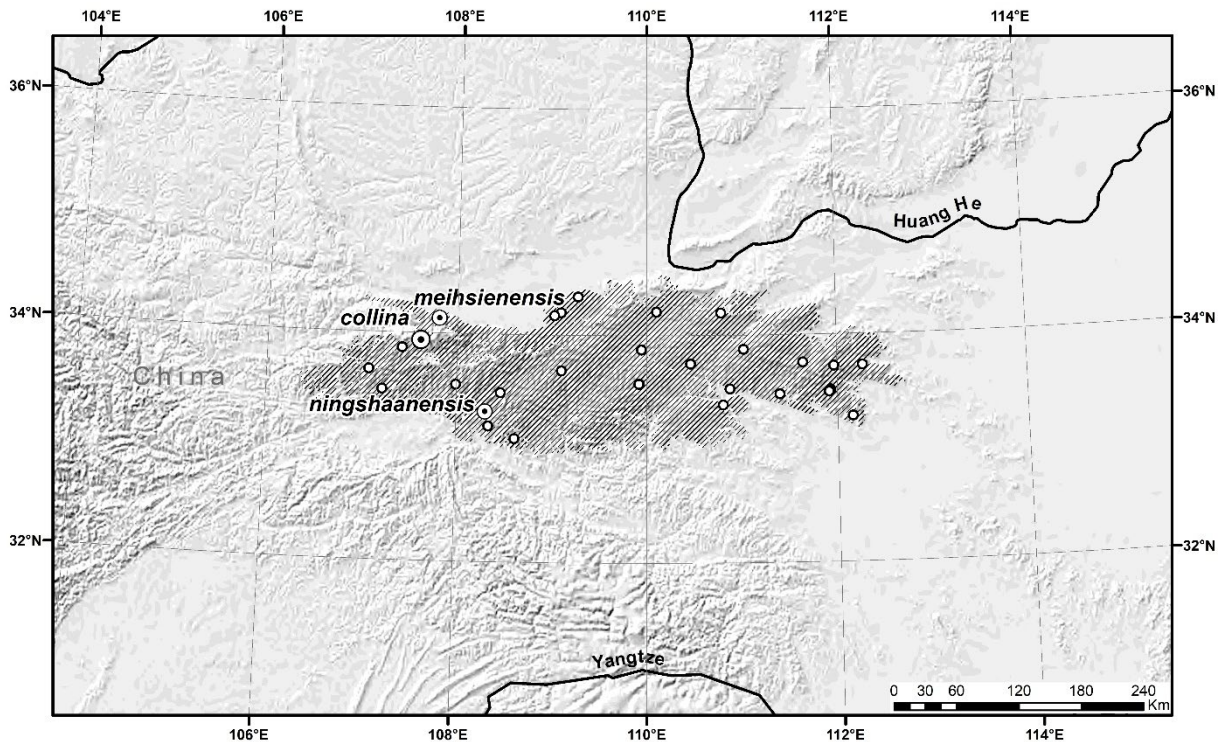 104°E 106°E 108°E 110°E 112°E 114°E
36°N
36°N
Huang He
34°N
meihsienensis
34°N
collina
China
ningshaanensis
32°N
32°N
Yangtze
0 30 60 120 180 240
Km
106°E 108°E 110°E 112°E 114°E